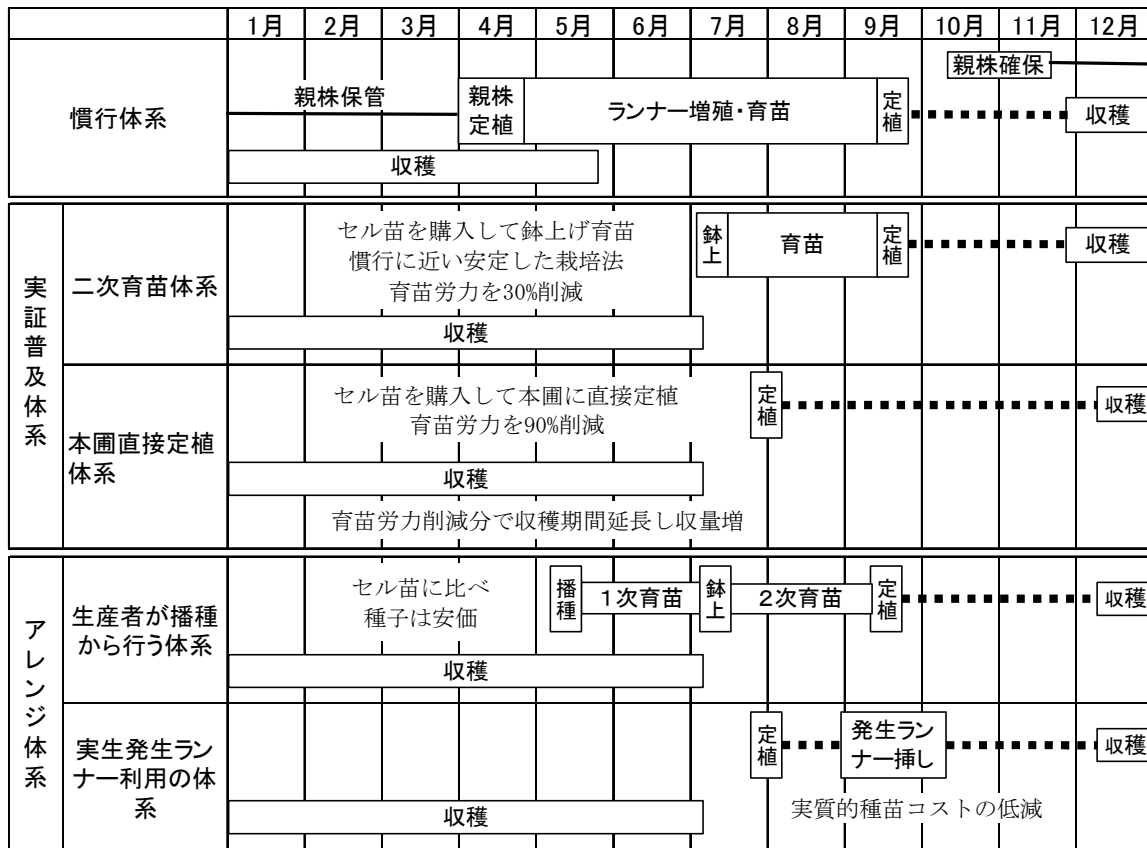 1月 2月 3月 4月 5月 6月 7月 8月 9月 10月 11月 12月
慣行体系
親株確保
親株保管
親株
定植
ランナー増殖・育苗
定植
収穫
収穫
実証普及体系
二次育苗体系
セル苗を購入して鉢上げ育苗
慣行に近い安定した栽培法
育苗労力を30%削減
鉢上
育苗
定植
収穫
収穫
本圃直接定植
体系
セル苗を購入して本圃に直接定植
育苗労力を90%削減
定植
収穫
収穫
育苗労力削減分で収穫期間延長し収量増
アレンジ体系
生産者が播種
から行う体系
セル苗に比べ
種子は安価
播種
1次育苗
鉢上
2次育苗
定植
収穫
収穫
実生発生ラン
ナー利用の体
系
定植
発生ラン
ナー挿し
収穫
収穫
実質的種苗コストの低減